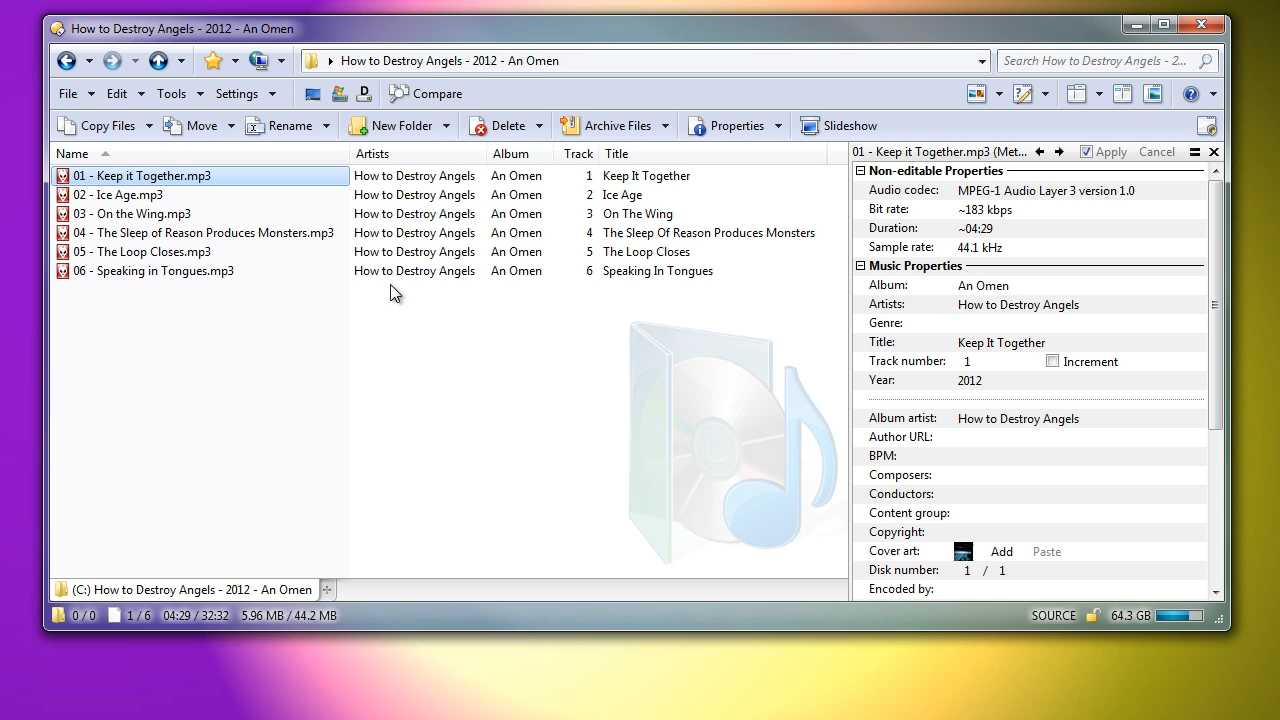 How to Destroy Angels - 2012 - An Omen
How to Destroy Angels - 2012 - An Omen
Search How to Destroy Angels - 2...
File Edit Tools Settings Compare
Copy Files Move Rename New Folder Delete Archive Files Properties Slideshow
Name Artists Album Track Title
01 - Keep it Together.mp3 How to Destroy Angels An Omen 1 Keep It Together
02 - Ice Age.mp3 How to Destroy Angels An Omen 2 Ice Age
03 - On the Wing.mp3 How to Destroy Angels An Omen 3 On The Wing
04 - The Sleep of Reason Produces Monsters.mp3 How to Destroy Angels An Omen 4 The Sleep Of Reason Produces Monsters
05 - The Loop Closes.mp3 How to Destroy Angels An Omen 5 The Loop Closes
06 - Speaking in Tongues.mp3 How to Destroy Angels An Omen 6 Speaking In Tongues
01 - Keep it Together.mp3 (Met... Apply Cancel
Non-editable Properties
Audio codec: MPEG-1 Audio Layer 3 version 1.0
Bit rate: ~183 kbps
Duration: ~04:29
Sample rate: 44.1 kHz
Music Properties
Album: An Omen
Artists: How to Destroy Angels
Genre:
Title: Keep It Together
Track number: 1 Increment
Year: 2012
Album artist: How to Destroy Angels
Author URL:
BPM:
Composers:
Conductors:
Content group:
Copyright:
Cover art: Add Paste
Disk number: 1 / 1
Encoded by:
(C:) How to Destroy Angels - 2012 - An Omen
0 / 0 1 / 6 04:29 / 32:32 5.96 MB / 44.2 MB SOURCE 64.3 GB